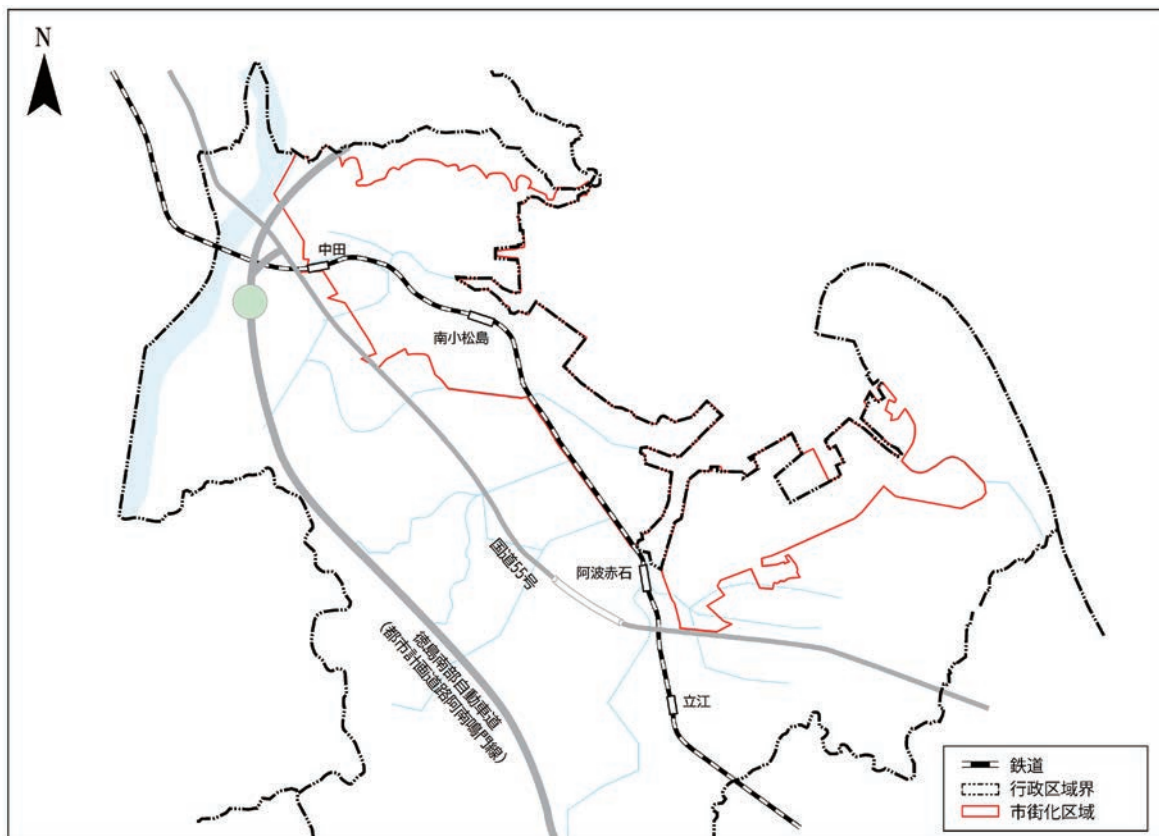 N
中田
南小松島
国道55号
阿波赤石
徳島南部自動車道
(都市計画道路阿南鳴門線)
立江
鉄道
行政区域界
市街化区域